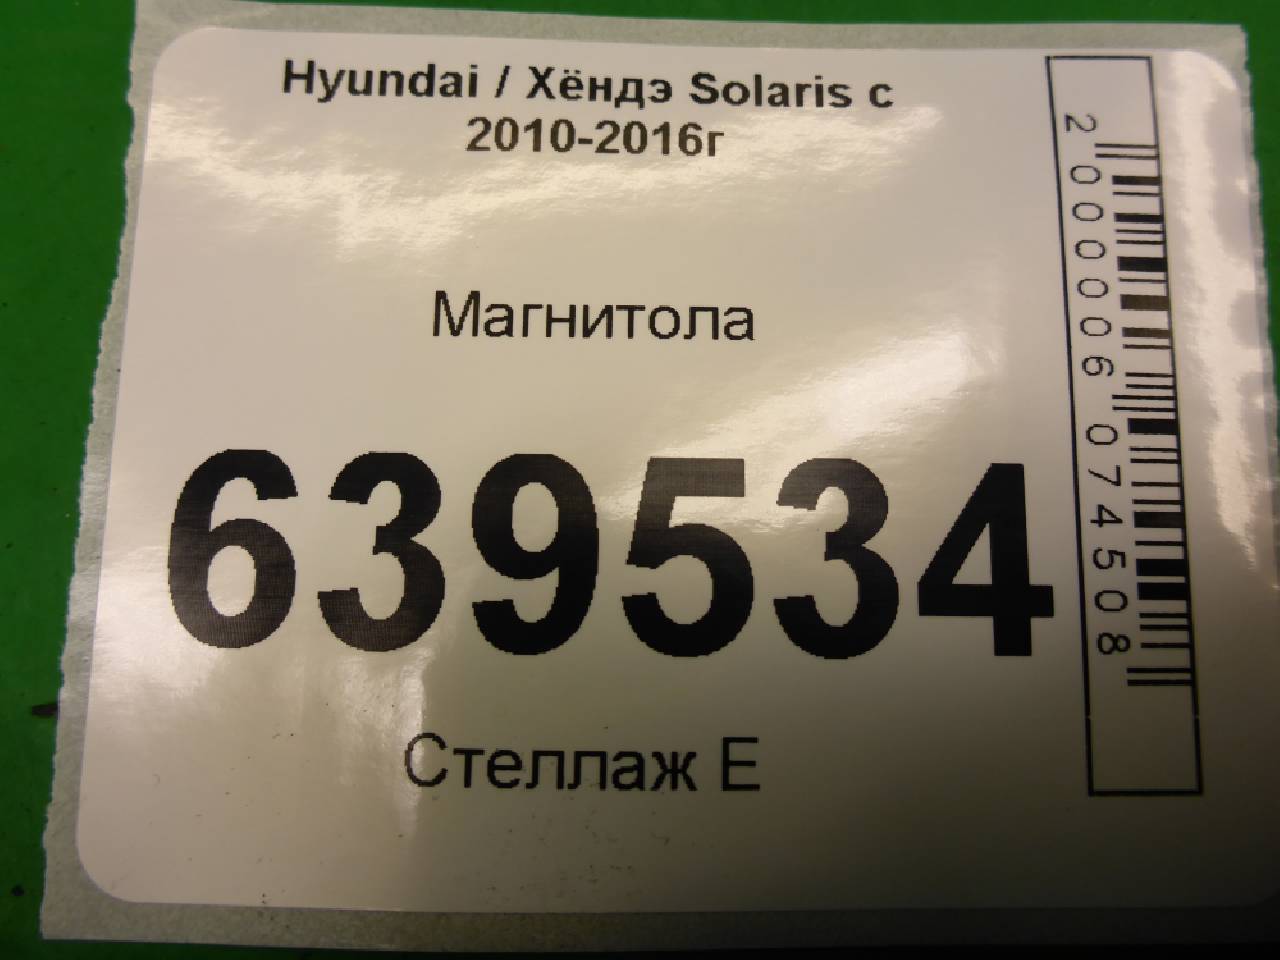 Hyundai / Хёндэ Solaris с
2010-2016г
Магнитола
639534
Стеллаж Е
2000006074508